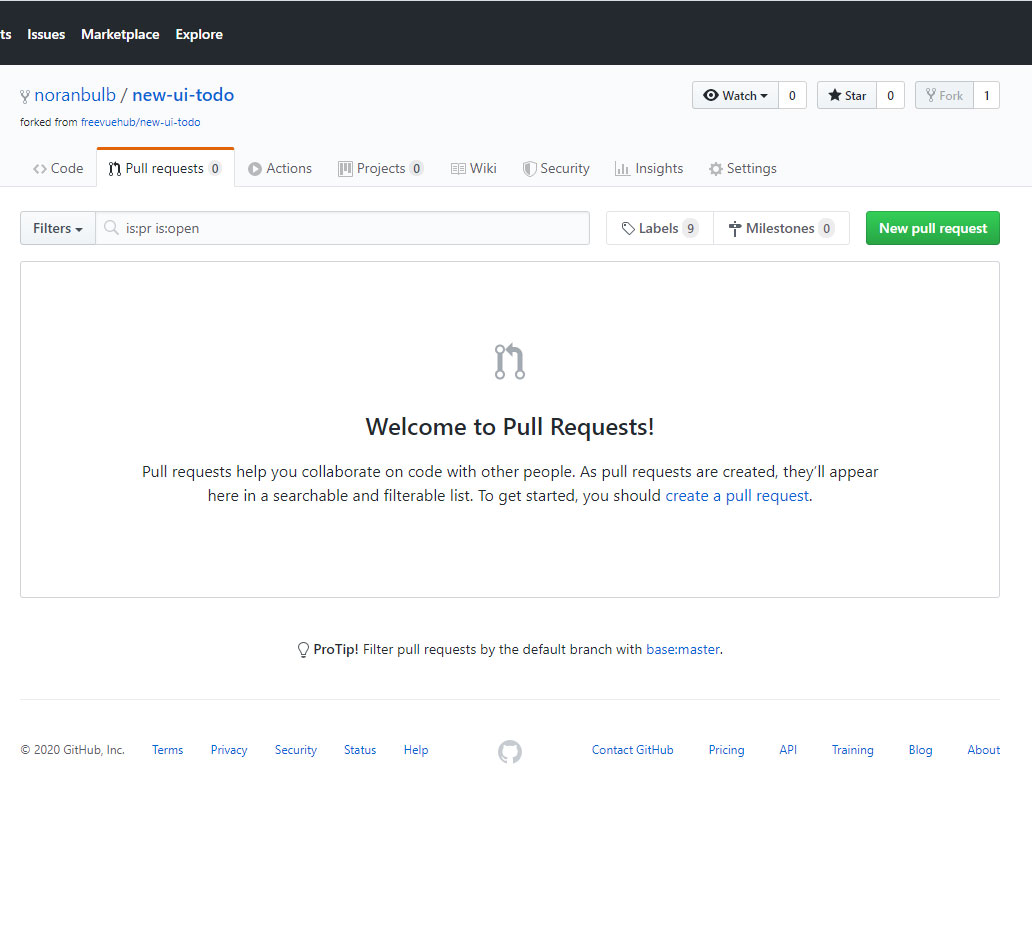 ts Issues Marketplace Explore
noranbulb / new-ui-todo
Watch 0 Star 0 Fork 1
forked from freevuehub/new-ui-todo
Code Pull requests 0 Actions Projects 0 Wiki Security Insights Settings
Filters is:pr is:open Labels 9 Milestones 0 New pull request
Welcome to Pull Requests!
Pull requests help you collaborate on code with other people. As pull requests are created, they’ll appear
here in a searchable and filterable list. To get started, you should create a pull request.
ProTip! Filter pull requests by the default branch with base:master.
© 2020 GitHub, Inc. Terms Privacy Security Status Help Contact GitHub Pricing API Training Blog About